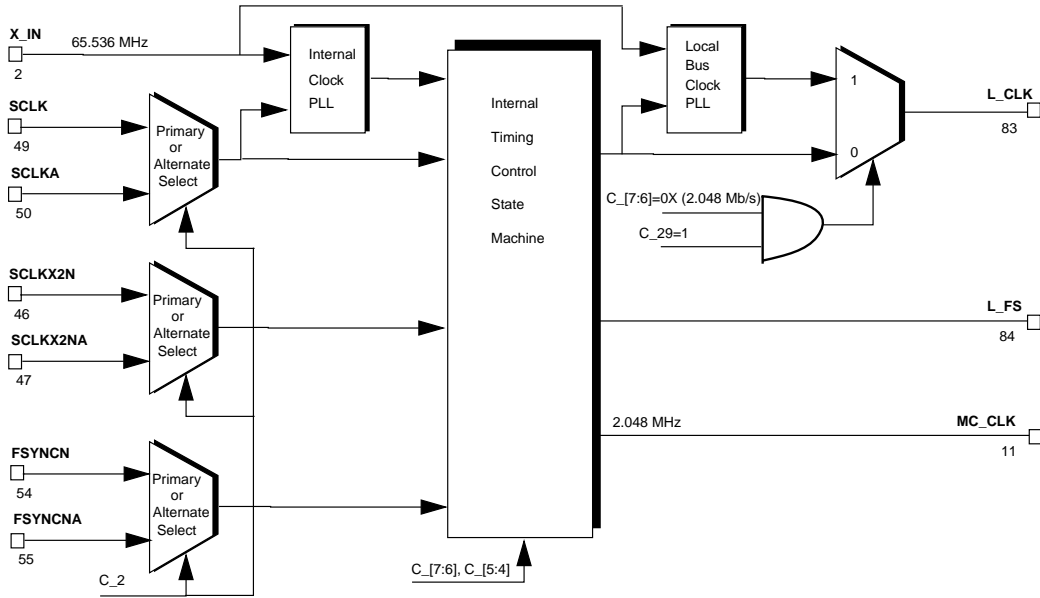 X_IN
65.536 MHz
2
SCLK
49
SCLKA
50
Primary
or
Alternate
Select
Internal
Clock
PLL
SCLKX2N
46
SCLKX2NA
47
Primary
or
Alternate
Select
FSYNCN
54
FSYNCNA
55
Primary
or
Alternate
Select
C_2
Internal
Timing
Control
State
Machine
C_[7:6], C_[5:4]
Local
Bus
Clock
PLL
1
0
L_CLK
83
C_[7:6]=0X (2.048 Mb/s)
C_29=1
L_FS
84
2.048 MHz
MC_CLK
11